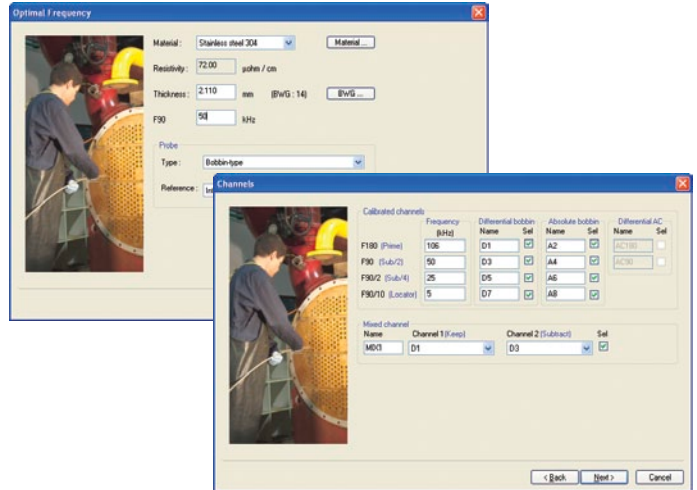 Optimal Frequency
Material : Stainless steel 304 Material ...
Resistivity : 72.00 µohm / cm
Thickness : 2.110 mm (BWG : 14) BWG ...
F90 50 kHz
Probe
Type : Bobbin-type
Reference :
Channels
Calibrated channels
Frequency Differential bobbin Absolute bobbin Differential AC
(kHz) Name Sel Name Sel Name Sel
F180 (Prime) 106 D1 A2 AC180
F90 (Sub/2) 50 D3 A4 AC90
F90/2 (Sub/4) 25 D5 A6
F90/10 (Locator) 5 D7 A8
Mixed channel
Name Channel 1 (Keep) Channel 2 (Subtract) Sel
MIX3 D1 D3
< Back Next > Cancel